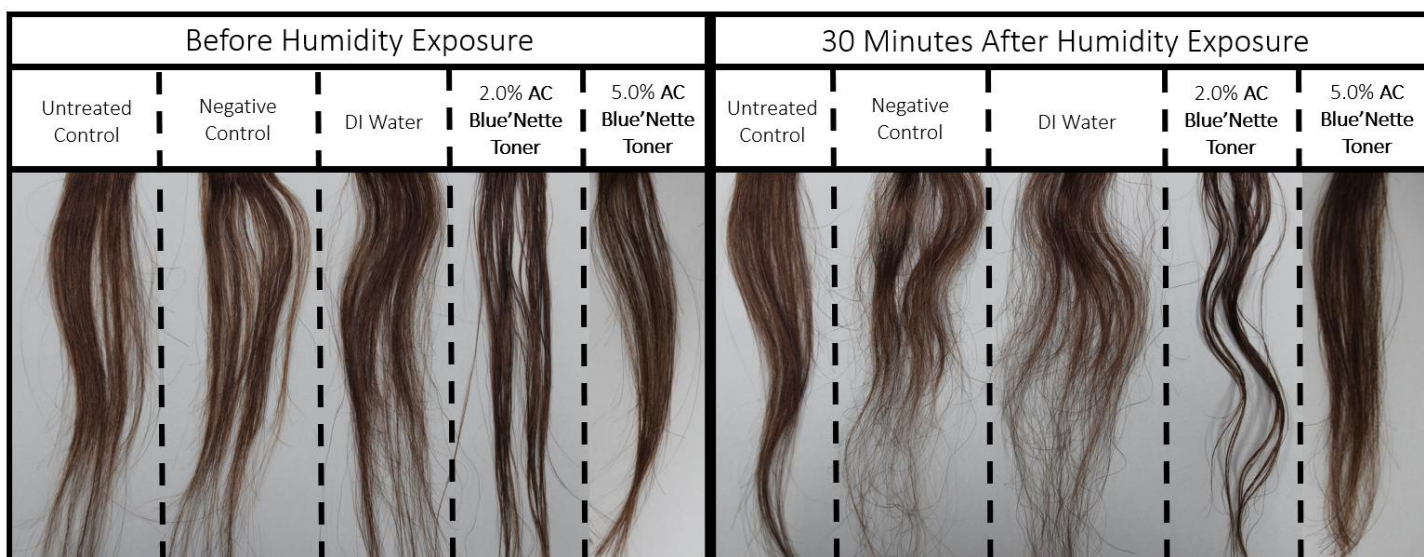 Before Humidity Exposure
30 Minutes After Humidity Exposure
Untreated
Control
Negative
Control
DI Water
2.0% AC
Blue'Nette
Toner
5.0% AC
Blue'Nette
Toner
Untreated
Control
Negative
Control
DI Water
2.0% AC
Blue'Nette
Toner
5.0% AC
Blue'Nette
Toner